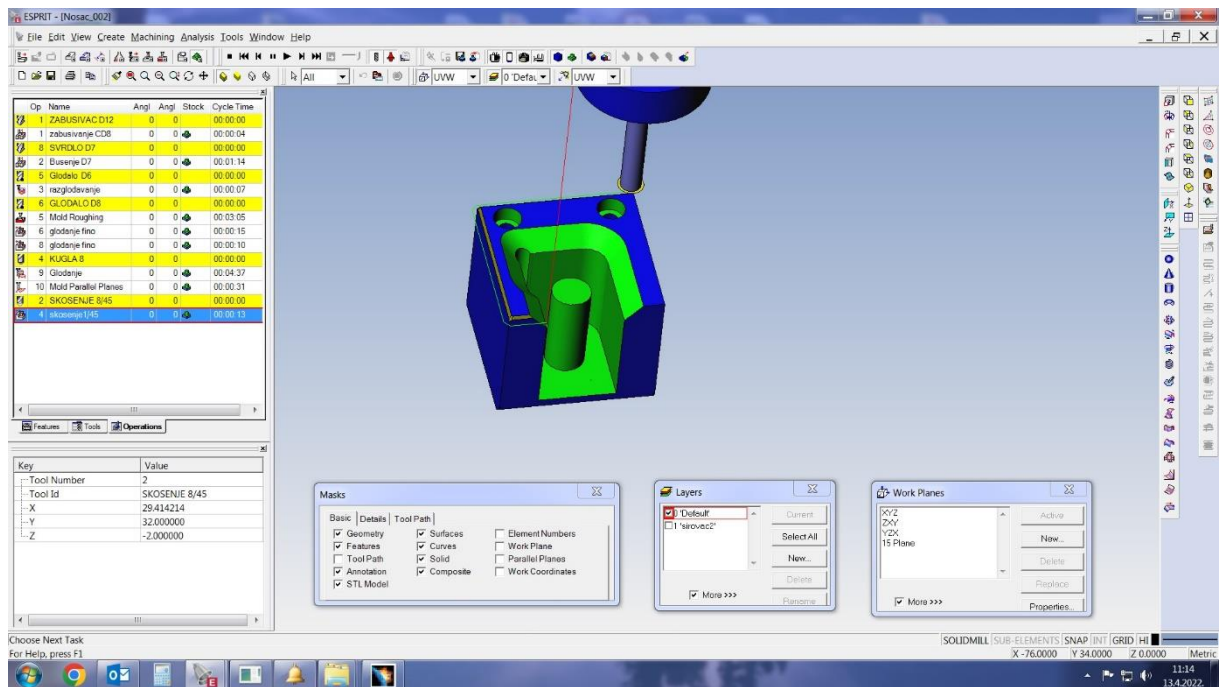 ESPRIT - [Nosac_002]
File Edit View Create Machining Analysis Tools Window Help
All UVW 0 'Defau UVW
Op Name Angl Angl Stock Cycle Time
1 ZABUSIVAC D12 0 0 00:00:00
1 zabusivanje CD8 0 0 00:00:04
8 SVRDLO D7 0 0 00:00:00
2 Busenje D7 0 0 00:01:14
5 Glodalo D6 0 0 00:00:00
3 razglodavanje 0 0 00:00:07
6 GLODALO D8 0 0 00:00:00
5 Mold Roughing 0 0 00:03:05
6 glodanje fino 0 0 00:00:15
8 glodanje fino 0 0 00:00:10
4 KUGLA 8 0 0 00:00:00
9 Glodanje 0 0 00:04:37
10 Mold Parallel Planes 0 0 00:00:31
2 SKOSENJE 8/45 0 0 00:00:00
4 skosenje1/45 0 0 00:00:13
Features Tools Operations
Key Value
Tool Number 2
Tool Id SKOSENJE 8/45
X 29.414214
Y 32.000000
Z -2.000000
Masks
Basic Details Tool Path
Geometry Surfaces Element Numbers
Features Curves Work Plane
Tool Path Solid Parallel Planes
Annotation Composite Work Coordinates
STL Model
Layers
0 'Default' Current
1 'sirovac2'
Select All
New...
Delete
More >>> Rename
Work Planes
XYZ Active
ZXY
YZX New...
15 Plane
Delete
Replace
More >>> Properties...
Choose Next Task
SOLIDMILL SUB-ELEMENTS SNAP INT GRID HI
For Help, press F1
X -76.0000 Y 34.0000 Z 0.0000 Metric
11:14
13.4.2022.